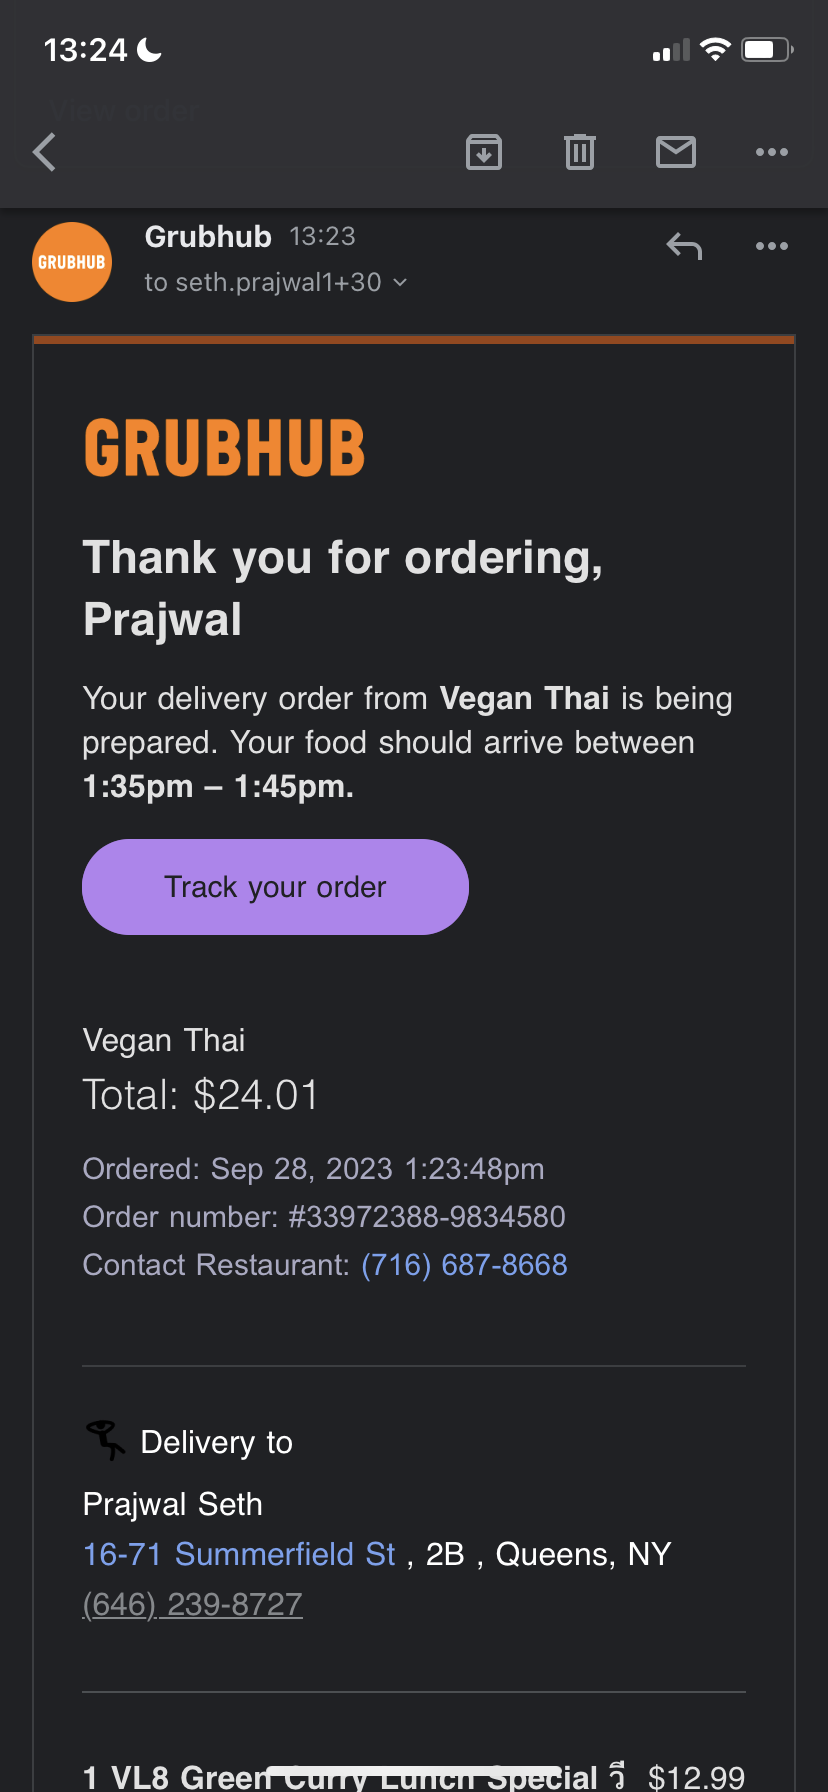 13:24
View order
Grubhub 13:23
GRUBHUB
to seth.prajwal1+30
GRUBHUB
Thank you for ordering,
Prajwal
Your delivery order from Vegan Thai is being
prepared. Your food should arrive between
1:35pm – 1:45pm.
Track your order
Vegan Thai
Total: $24.01
Ordered: Sep 28, 2023 1:23:48pm
Order number: #33972388-9834580
Contact Restaurant: (716) 687-8668
Delivery to
Prajwal Seth
16-71 Summerfield St , 2B , Queens, NY
(646) 239-8727
1 VL8 Green Curry Lunch Special วี $12.99